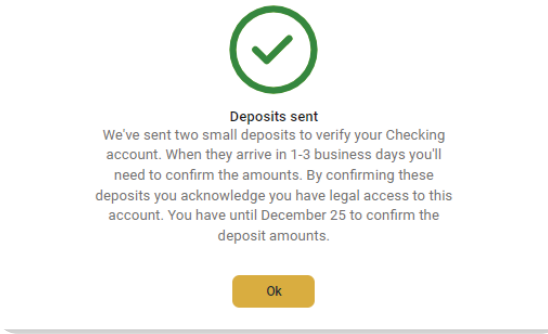 Deposits sent
We've sent two small deposits to verify your Checking
account. When they arrive in 1-3 business days you'll
need to confirm the amounts. By confirming these
deposits you acknowledge you have legal access to this
account. You have until December 25 to confirm the
deposit amounts.
Ok